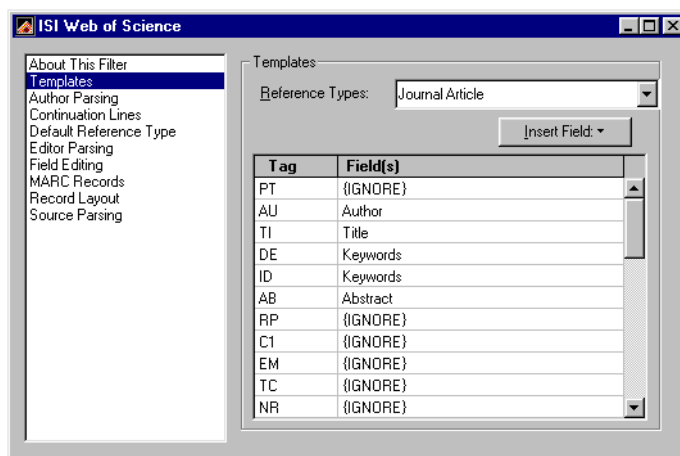 ISI Web of Science
About This Filter
Templates
Author Parsing
Continuation Lines
Default Reference Type
Editor Parsing
Field Editing
MARC Records
Record Layout
Source Parsing
Templates
Reference Types: Journal Article
Insert Field:
Tag Field(s)
PT {IGNORE}
AU Author
TI Title
DE Keywords
ID Keywords
AB Abstract
RP {IGNORE}
C1 {IGNORE}
EM {IGNORE}
TC {IGNORE}
NR {IGNORE}